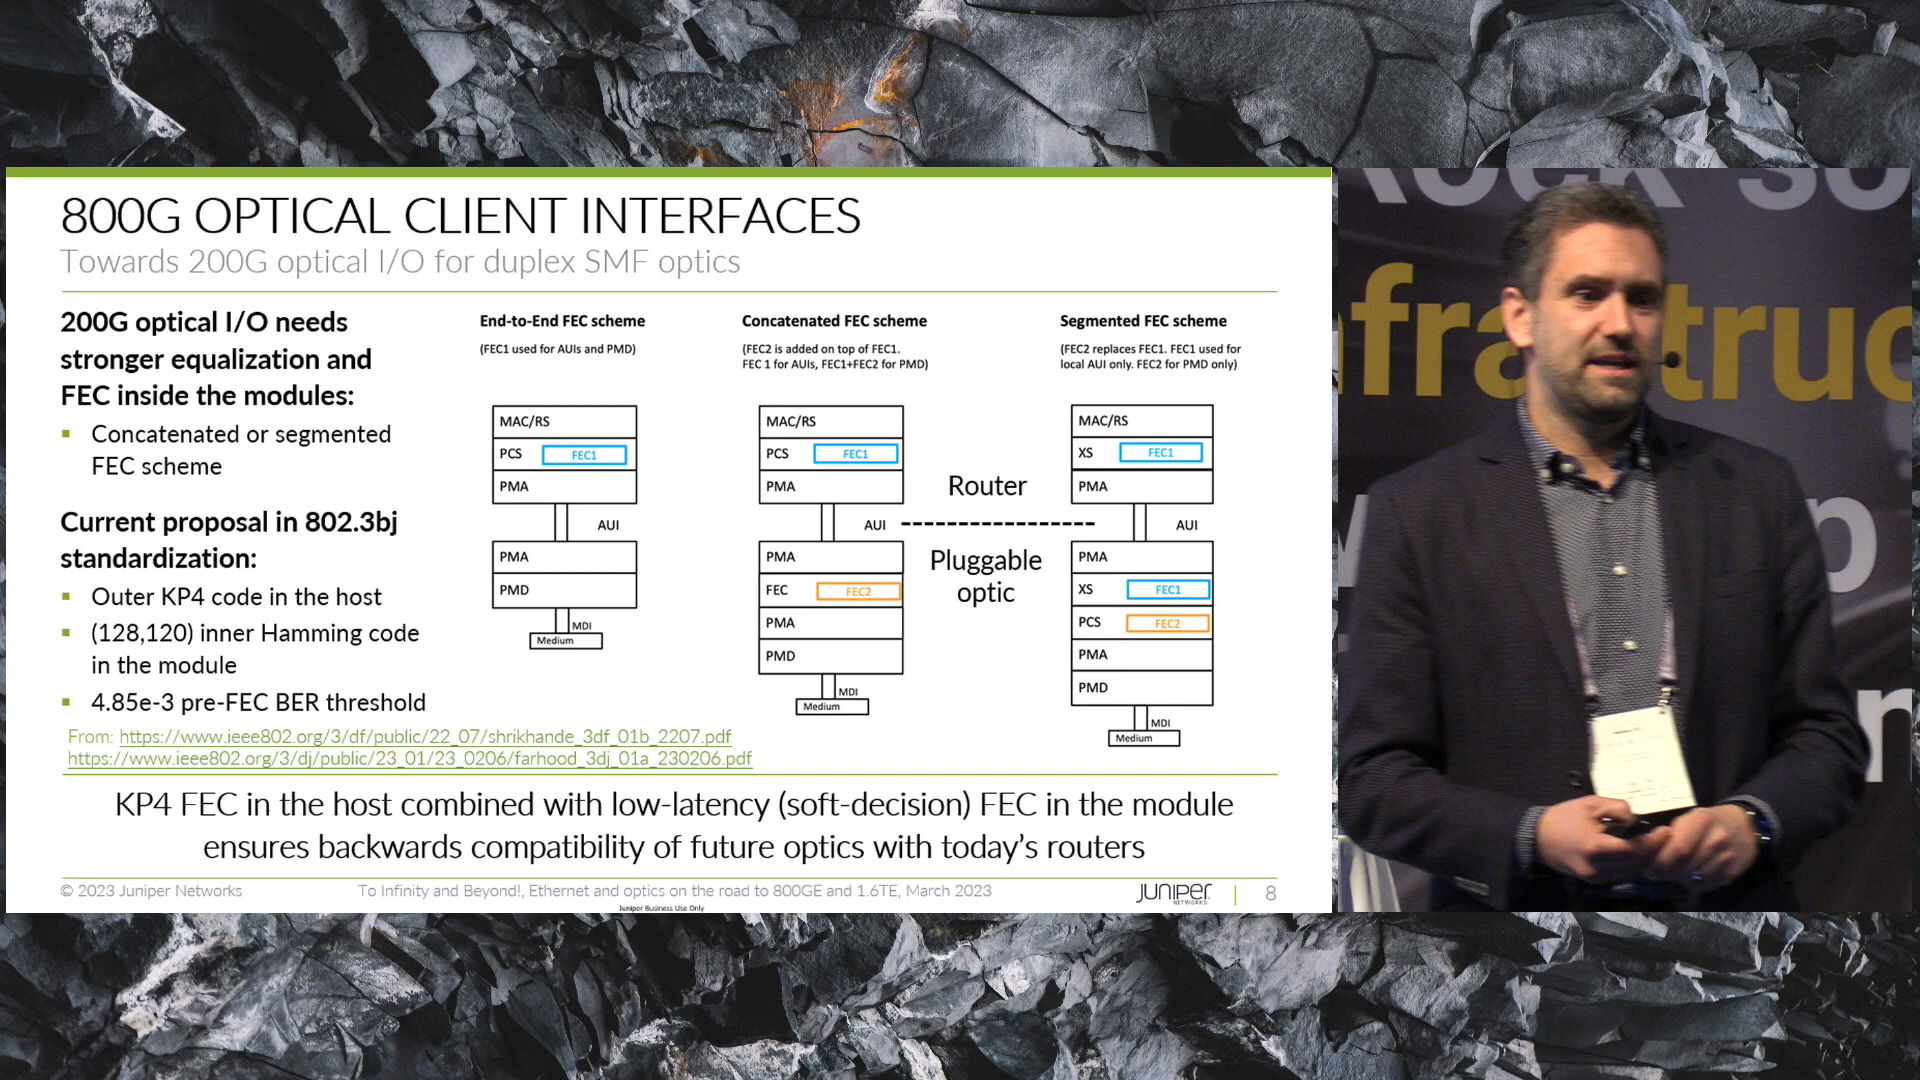 800G OPTICAL CLIENT INTERFACES
Towards 200G optical I/O for duplex SMF optics
200G optical I/O needs
stronger equalization and
FEC inside the modules:
Concatenated or segmented
FEC scheme
Current proposal in 802.3bj
standardization:
Outer KP4 code in the host
(128,120) inner Hamming code
in the module
4.85e-3 pre-FEC BER threshold
End-to-End FEC scheme
(FEC1 used for AUIs and PMD)
MAC/RS
PCS FEC1
PMA
AUI
PMA
PMD
MDI
Medium
Concatenated FEC scheme
(FEC2 is added on top of FEC1.
FEC 1 for AUIs, FEC1+FEC2 for PMD)
MAC/RS
PCS FEC1
PMA
AUI
PMA
FEC FEC2
PMA
PMD
MDI
Medium
Router
Pluggable
optic
Segmented FEC scheme
(FEC2 replaces FEC1. FEC1 used for
local AUI only. FEC2 for PMD only)
MAC/RS
XS FEC1
PMA
AUI
PMA
XS FEC1
PCS FEC2
PMA
PMD
MDI
Medium
From: https://www.ieee802.org/3/df/public/22_07/shrikhande_3df_01b_2207.pdf
https://www.ieee802.org/3/dj/public/23_01/23_0206/farhood_3dj_01a_230206.pdf
KP4 FEC in the host combined with low-latency (soft-decision) FEC in the module
ensures backwards compatibility of future optics with today's routers
© 2023 Juniper Networks
To Infinity and Beyond!, Ethernet and optics on the road to 800GE and 1.6TE, March 2023
Juniper Business Use Only
JUNIPER
NETWORKS
8